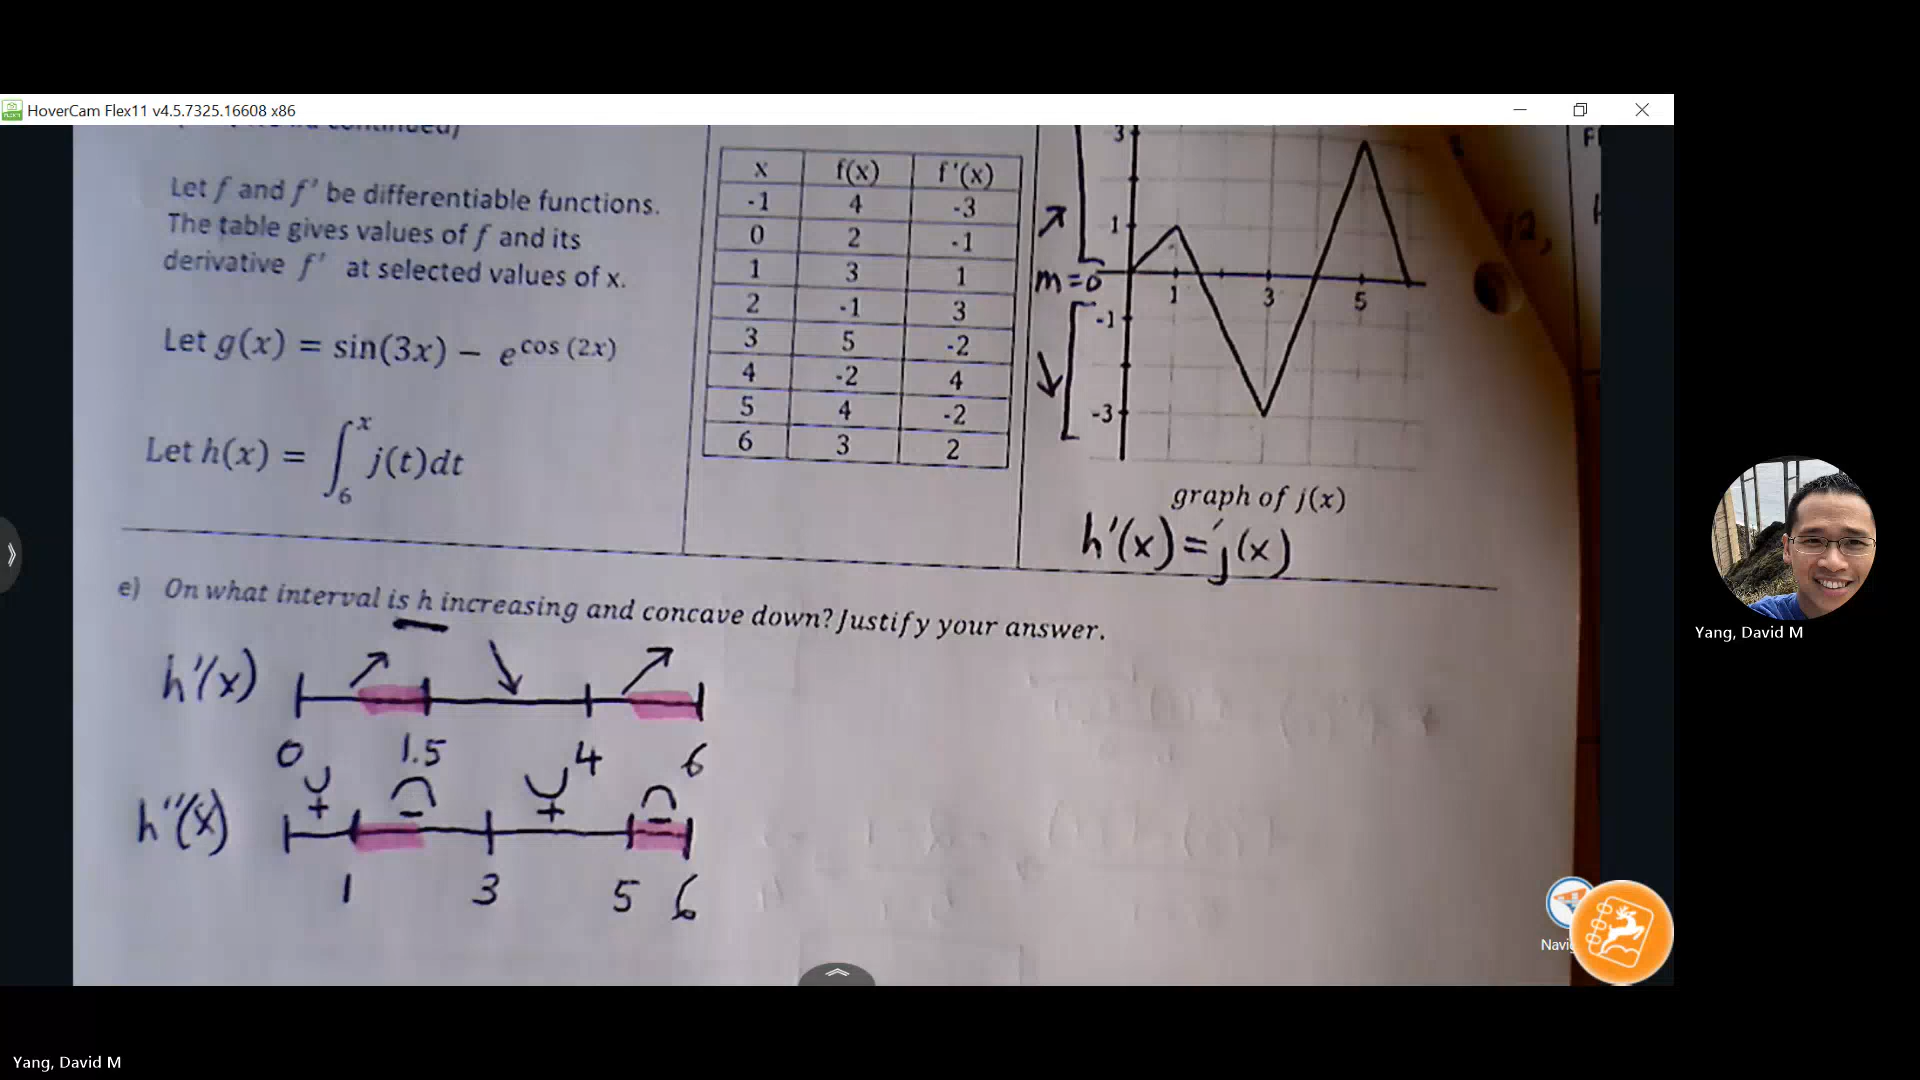 HoverCam Flex11 v4.5.7325.16608 x86
continued)
Let f and f' be differentiable functions.
The table gives values of f and its
derivative f' at selected values of x.
Let g(x) = sin(3x) − e^cos (2x)
Let h(x) = ∫_6^x j(t)dt
x f(x) f'(x)
-1 4 -3
0 2 -1
1 3 1
2 -1 3
3 5 -2
4 -2 4
5 4 -2
6 3 2
3
1
m=0
-1
-3
1 3 5
graph of j(x)
h'(x) = j(x)
e) On what interval is h increasing and concave down? Justify your answer.
h'(x)
0 1.5 4 6
+ − + −
h''(x)
1 3 5 6
Yang, David M
Yang, David M